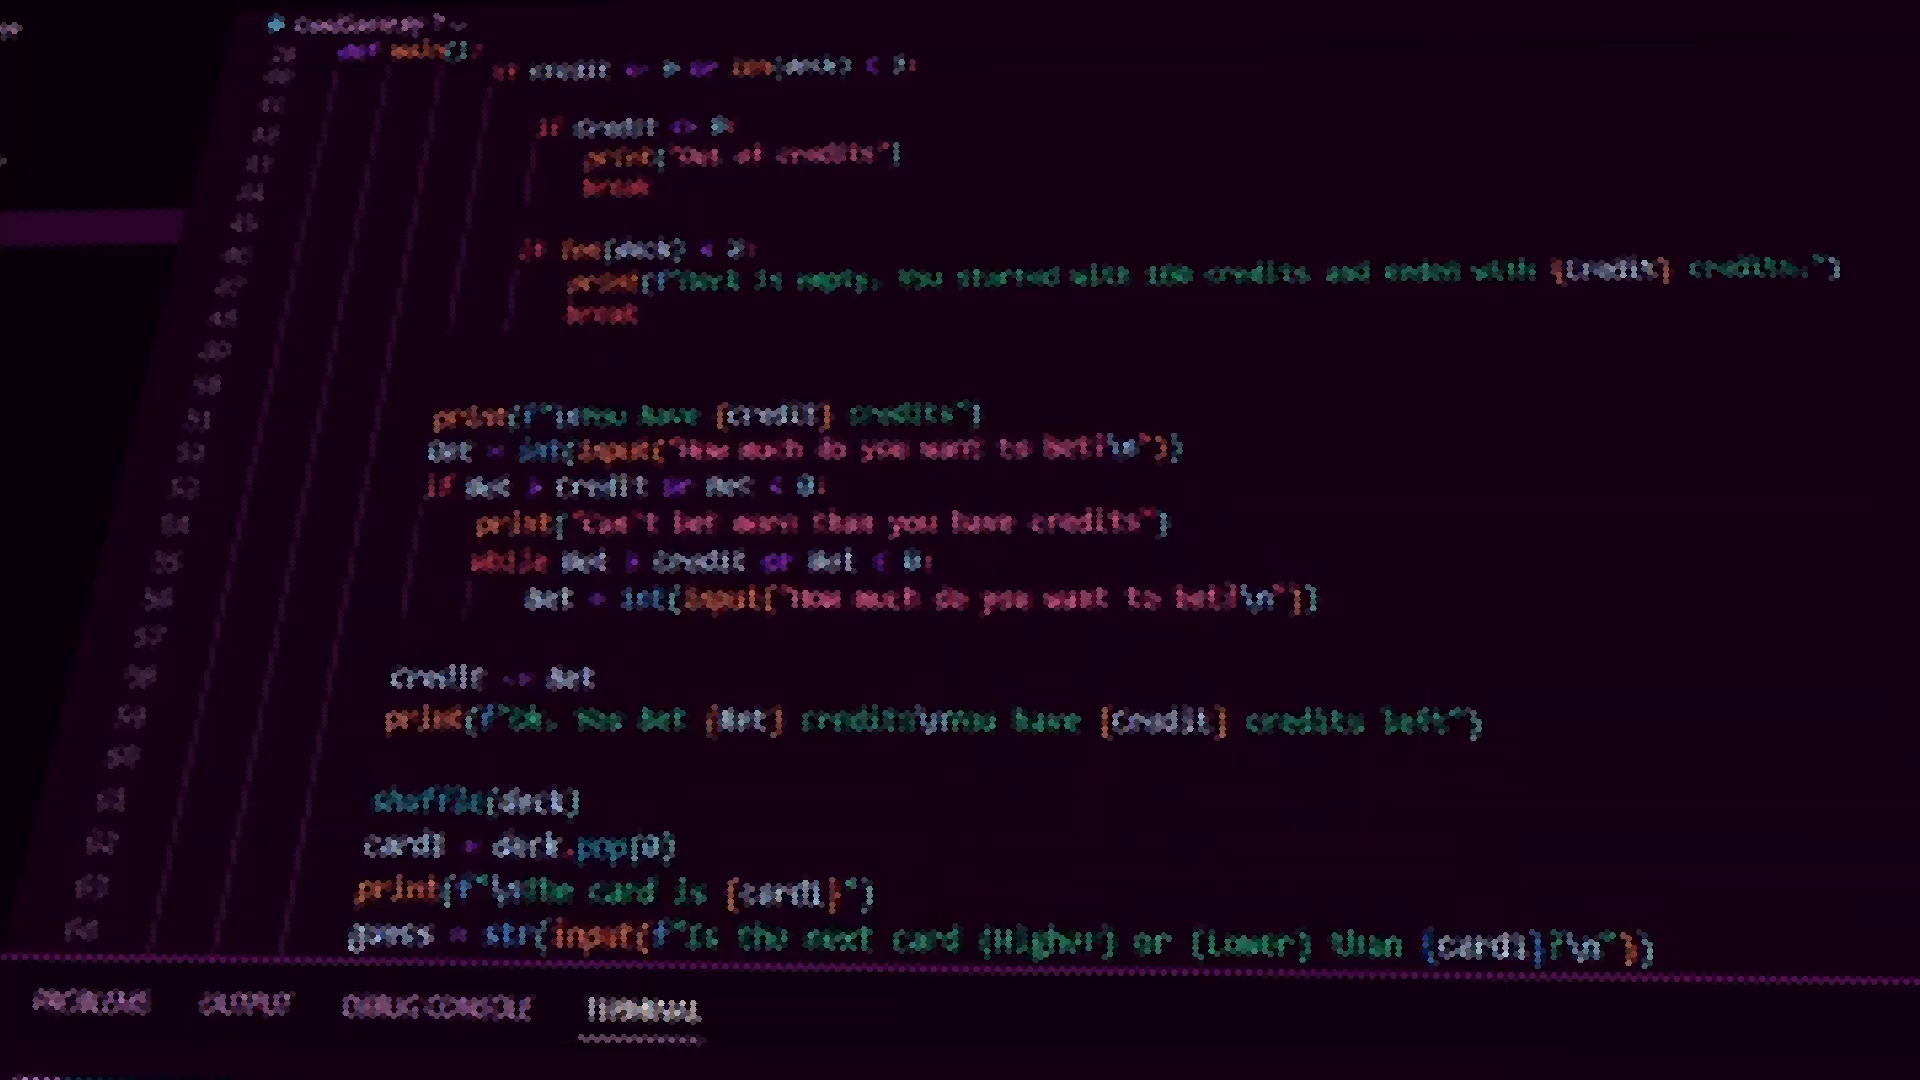 def main():
if credit == 0 or len(deck) < 2:
if credit == 0:
print("Out of credits")
break
if len(deck) < 2:
print(f"Deck is empty. You started with 100 credits and ended with {credit} credits.")
break
print(f"\nYou have {credit} credits")
bet = int(input("How much do you want to bet?\n"))
if bet > credit or bet < 0:
print("Can't bet more than you have credits")
while bet > credit or bet < 0:
bet = int(input("How much do you want to bet?\n"))
credit -= bet
print(f"Ok. You bet {bet} credits\nYou have {credit} credits left")
shuffle(deck)
card1 = deck.pop(0)
print(f"\nThe card is {card1}")
guess = str(input(f"Is the next card (Higher) or (Lower) than {card1}?\n"))
PROBLEMS OUTPUT DEBUG CONSOLE TERMINAL